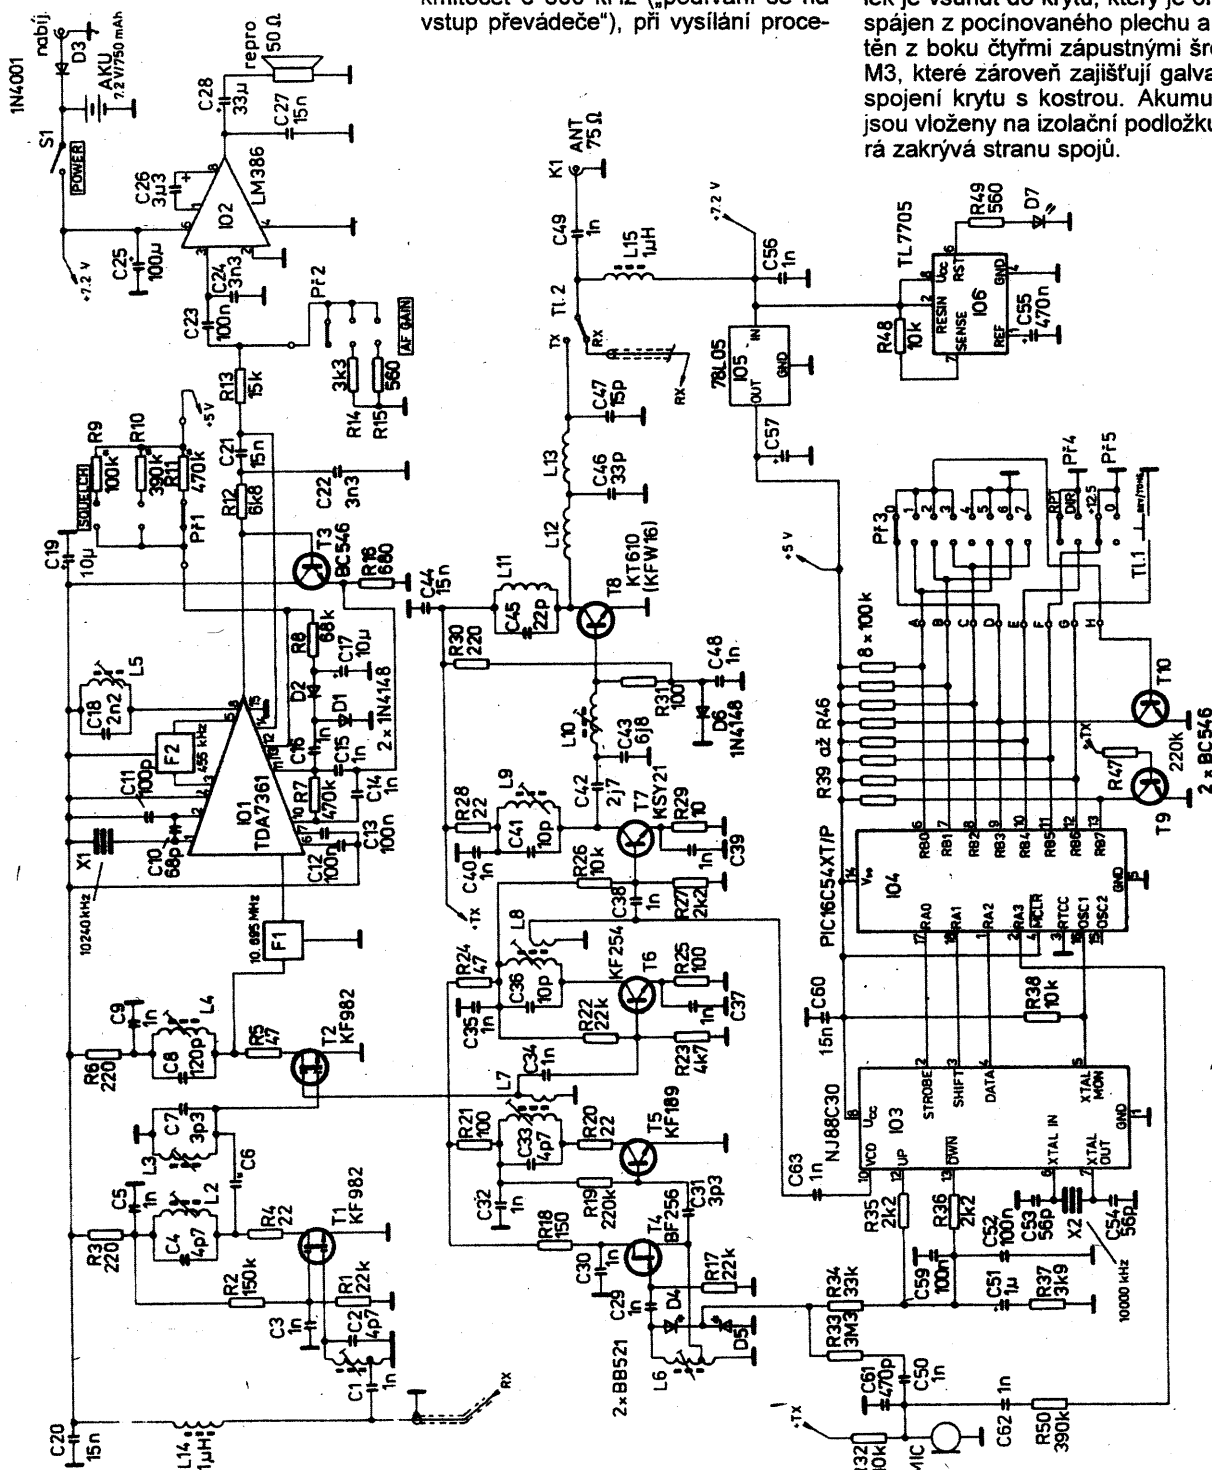 vstup převáděče"), při vysílání proce-
spájen z pocínovaného plechu a
těn z boku čtyřmi zápustnými šro
M3, které zároveň zajišťují galva
spojení krytu s kostrou. Akumu
jsou vloženy na izolační podložku
rá zakrývá stranu spojů.
1N4001
nabíj.
D3
AKU
7.2 V/750 mAh
S1
POWER
+7.2 V
repro
50 Ω
C28
33µ
C27
15n
C26
3µ3
IO2
LM386
C25
100µ
C24
3n3
C23
100n
Př2
AF GAIN
R14
3k3
R15
560
R13
15k
C21
15n
R12
6k8
C22
3n3
SQUELCH
R9
100k
R10
390k
R11
470k
Př1
+5 V
C19
10µ
T3
BC546
R16
680
L5
C18
2n2
F2
455 kHz
C11
100p
X1
10240kHz
C10
68p
IO1
TDA7361
R8
68k
C17
10µ
D2
D1
2 x 1N4148
C16
1n
C15
1n
R7
470k
C14
1n
C13
100n
C12
100n
10.695 MHz
F1
C9
1n
L4
R6
220
C8
120p
R5
47
T2
KF982
L3
C7
3p3
C6
C5
1n
L2
R3
220
C4
4p7
R4
22
T1
KF982
R2
150k
R1
22k
C3
1n
C2
4p7
C1
1n
RX
C20
15n
L14
1µH
K1
ANT
75 Ω
C49
1n
L15
1µH
Tl.2
TX
RX
RX
+7.2 V
C56
1n
C47
15p
L13
C46
33p
L12
L11
C45
22p
C44
15n
T8
KT610
(KFW16)
R30
220
C48
1n
R31
100
D6
1N4148
L10
C43
6j8
C42
2j7
L9
R28
22
C41
10p
C40
1n
T7
KSY21
R29
10
C39
1n
R26
10k
C38
1n
R27
2k2
+TX
L8
R24
47
C36
10p
C35
1n
KF254
T6
R25
100
C37
1n
R22
22k
R23
4k7
C34
1n
L7
R21
100
C33
4p7
R20
22
T5
KF189
C32
1n
R19
220k
C31
3p3
R18
150
T4
BF256
C30
1n
R17
22k
C29
1n
D4
D5
2xBB521
L6
78L05
IO5
OUT
IN
GND
C57
+5 V
TL7705
R48
10k
RESIN
Ucc
RST
SENSE
REF
GND
IO6
R49
560
D7
C55
470n
Př3
0
1
2
3
4
5
6
7
RPT
DIR
Př4
+12.5
0
Př5
Tl.1
REV/TONE
A
B
C
D
E
F
G
H
8 x 100k
R39 až R46
+TX
R47
220k
T10
T9
2 x BC546
PIC16C54XT/P
IO4
RB0
RB1
RB2
RB3
RB4
RB5
RB6
RB7
RA0
RA1
RA2
RA3
MCLR
RTCC
OSC1
OSC2
GND
C60
15n
R38
10k
NJ88C30
IO3
Ucc
STROBE
SHIFT
DATA
XTAL
MON
GND
VCO
UP
DWN
XTAL IN
XTAL
OUT
C63
1n
R35
2k2
R36
2k2
C53
56p
X2
C54
56p
10000 kHz
C59
100n
C52
100n
C51
1µ
R37
3k9
R34
33k
R33
3M3
C61
470p
C50
1n
+TX
C62
1n
R50
390k